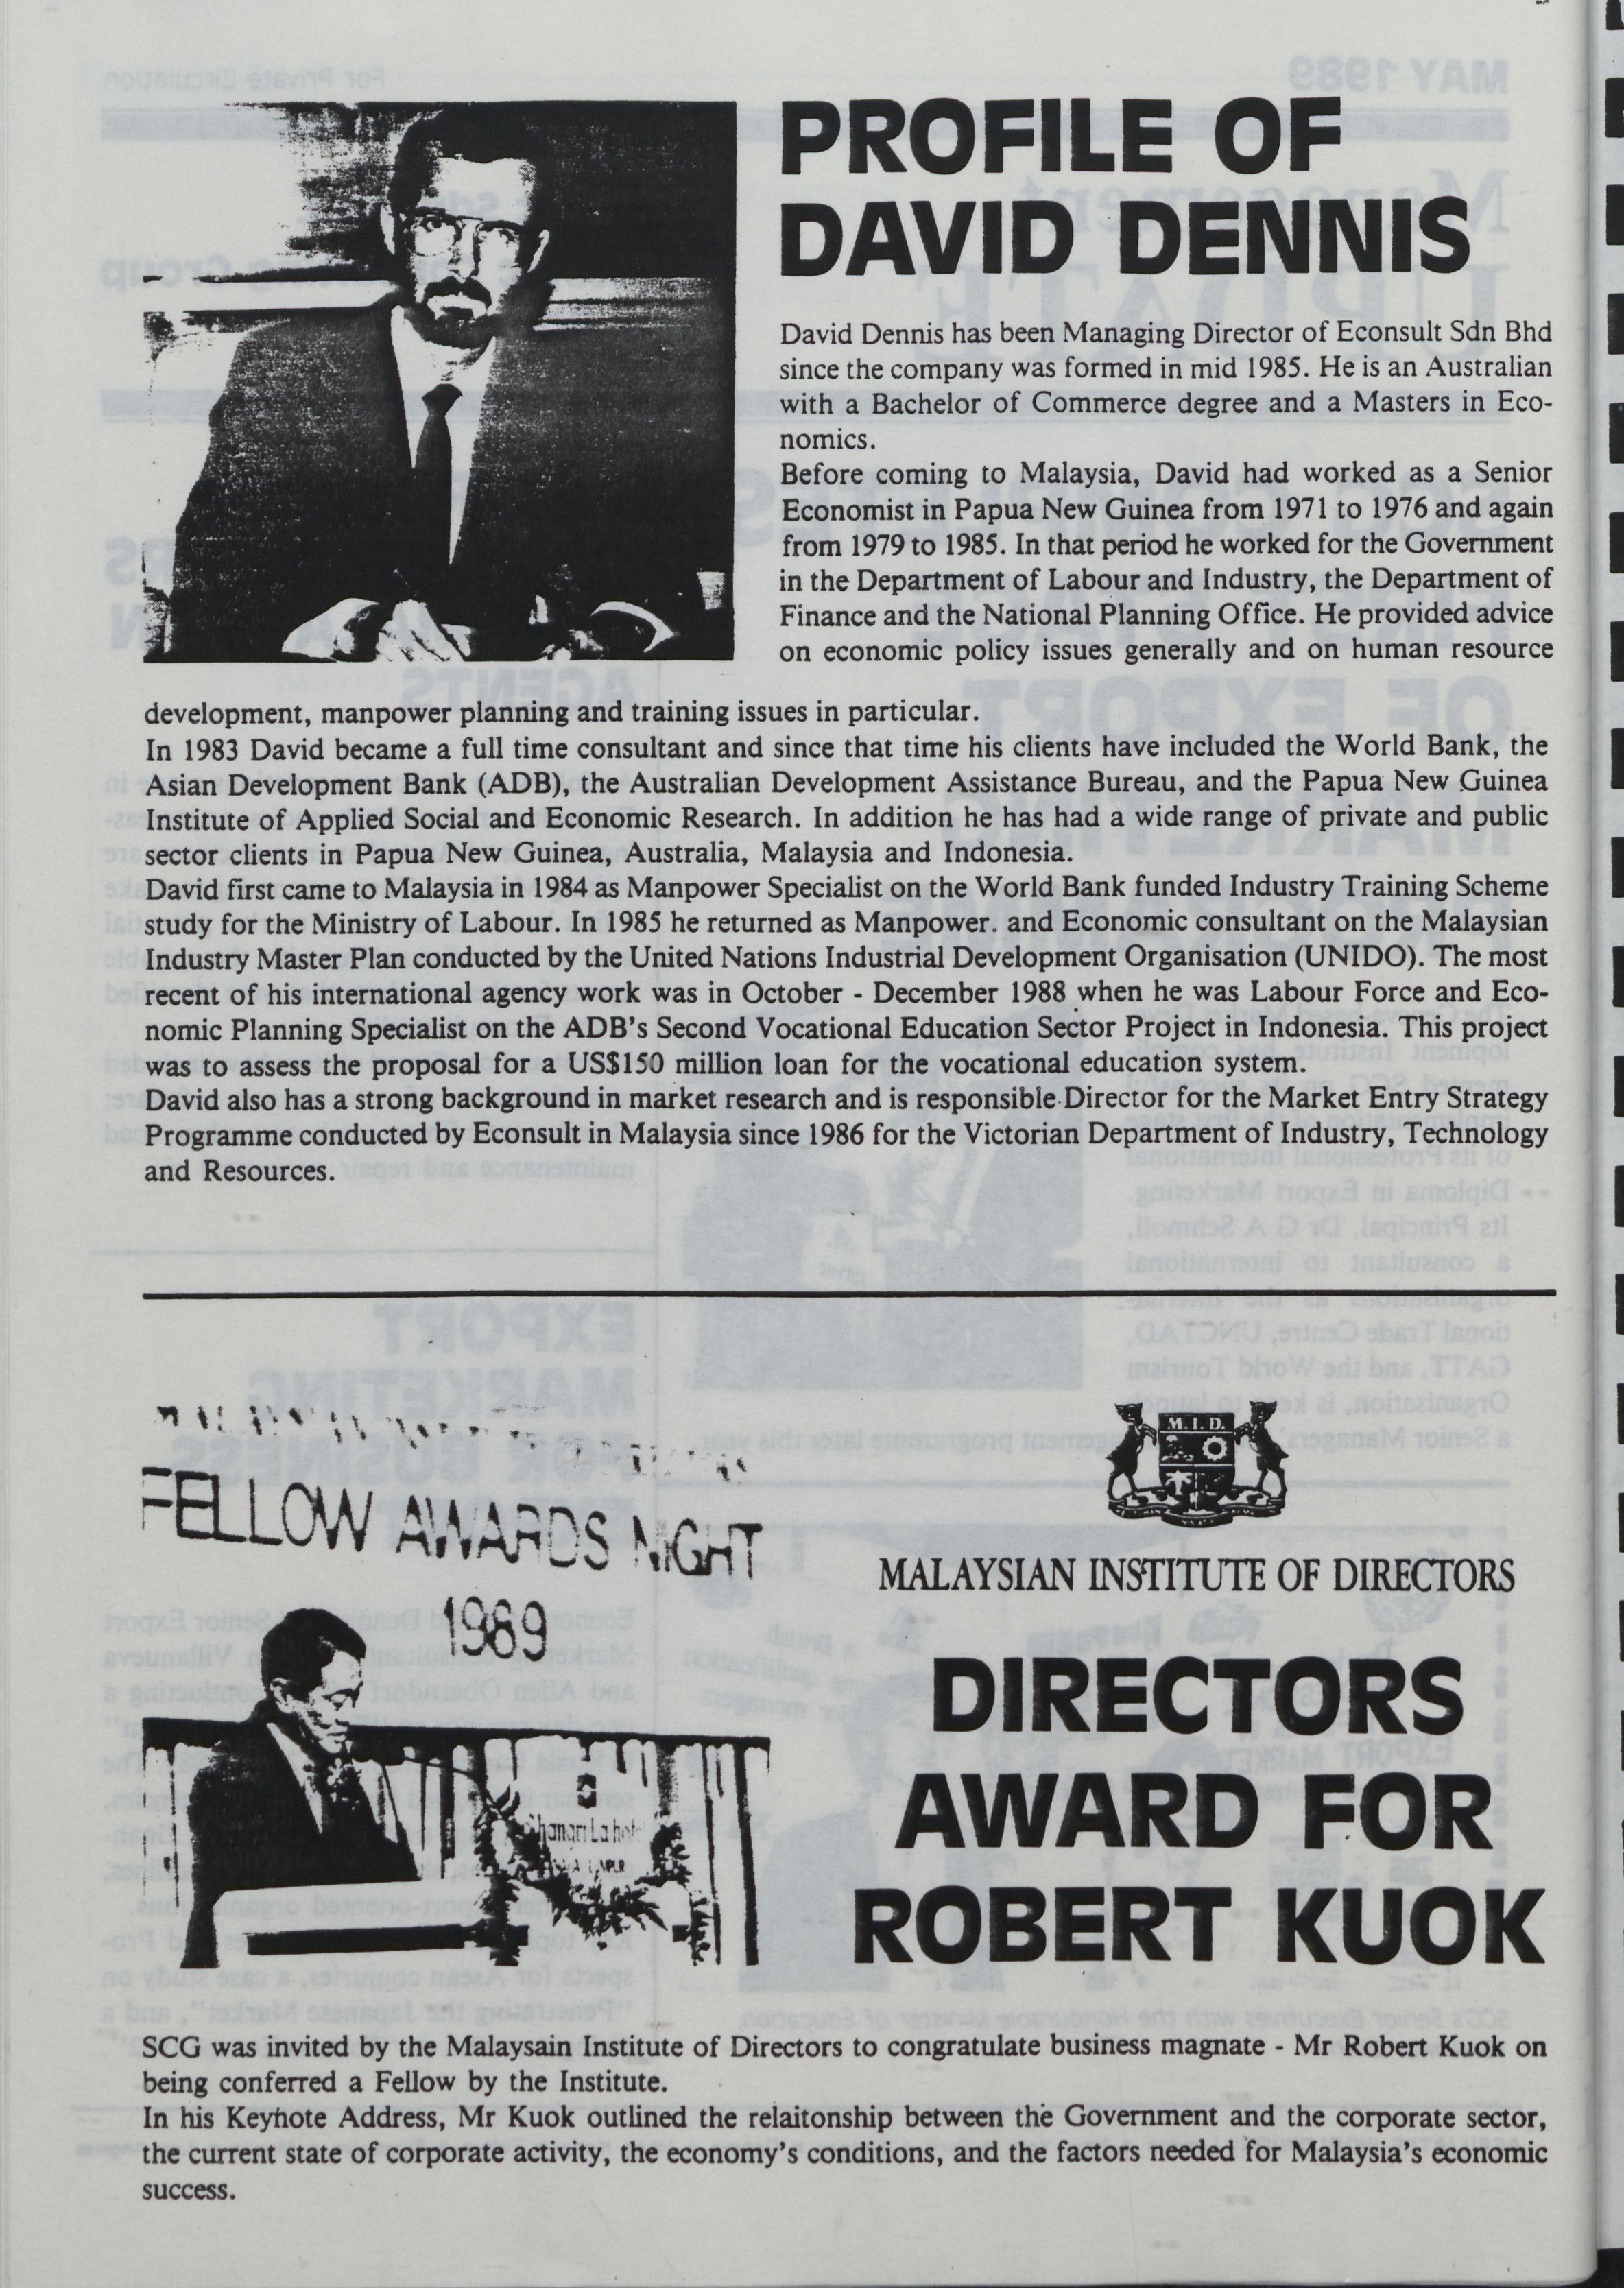 PROFILE OF
DAVID DENNIS
David Dennis has been Managing Director of Econsult Sdn Bhd
since the company was formed in mid 1985. He is an Australian
with a Bachelor of Commerce degree and a Masters in Eco-
nomics.
Before coming to Malaysia, David had worked as a Senior
Economist in Papua New Guinea from 1971 to 1976 and again
from 1979 to 1985. In that period he worked for the Government
in the Department of Labour and Industry, the Department of
Finance and the National Planning Office. He provided advice
on economic policy issues generally and on human resource
development, manpower planning and training issues in particular.
In 1983 David became a full time consultant and since that time his clients have included the World Bank, the
Asian Development Bank (ADB), the Australian Development Assistance Bureau, and the Papua New Guinea
Institute of Applied Social and Economic Research. In addition he has had a wide range of private and public
sector clients in Papua New Guinea, Australia, Malaysia and Indonesia.
David first came to Malaysia in 1984 as Manpower Specialist on the World Bank funded Industry Training Scheme
study for the Ministry of Labour. In 1985 he returned as Manpower. and Economic consultant on the Malaysian
Industry Master Plan conducted by the United Nations Industrial Development Organisation (UNIDO). The most
recent of his international agency work was in October - December 1988 when he was Labour Force and Eco-
nomic Planning Specialist on the ADB's Second Vocational Education Sector Project in Indonesia. This project
was to assess the proposal for a US$150 million loan for the vocational education system.
David also has a strong background in market research and is responsible Director for the Market Entry Strategy
Programme conducted by Econsult in Malaysia since 1986 for the Victorian Department of Industry, Technology
and Resources.
FELLOW AWARDS NIGHT
1989
M.I.D.
MALAYSIAN INSTITUTE OF DIRECTORS
DIRECTORS
AWARD FOR
ROBERT KUOK
SCG was invited by the Malaysain Institute of Directors to congratulate business magnate - Mr Robert Kuok on
being conferred a Fellow by the Institute.
In his Keynote Address, Mr Kuok outlined the relaitonship between the Government and the corporate sector,
the current state of corporate activity, the economy's conditions, and the factors needed for Malaysia's economic
success.